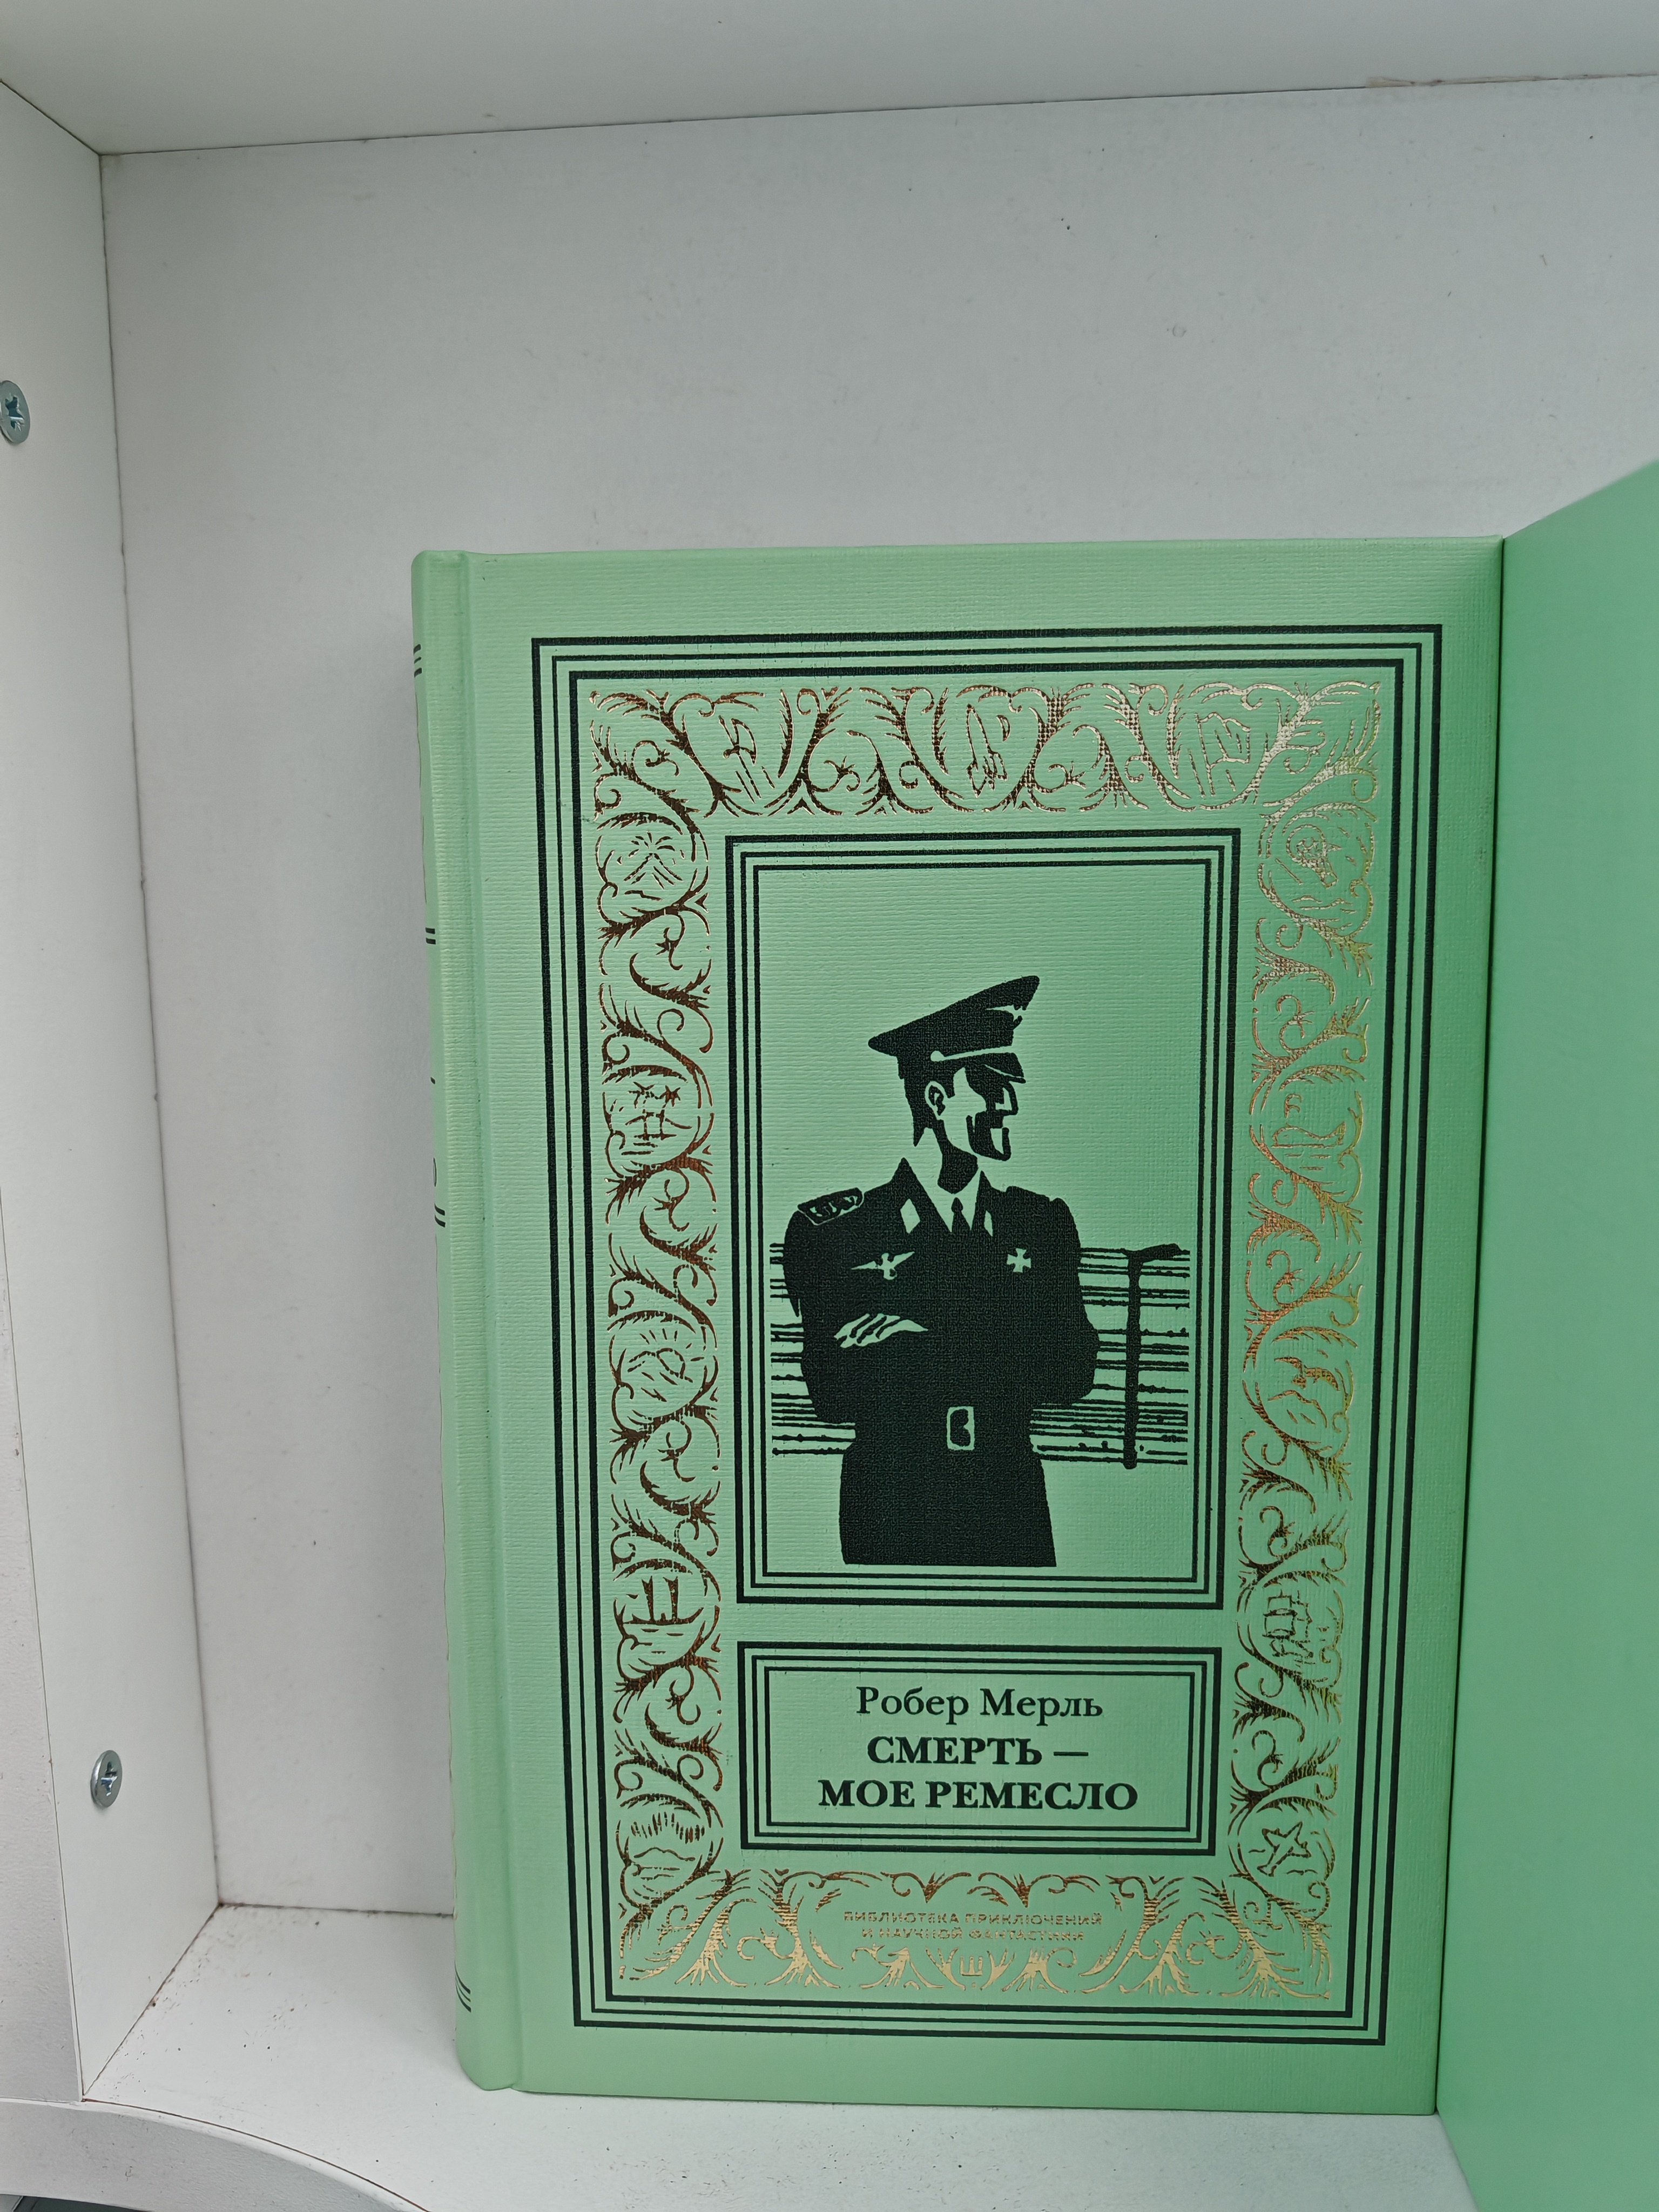 Робер Мерль
СМЕРТЬ —
МОЕ РЕМЕСЛО
БИБЛИОТЕКА ПРИКЛЮЧЕНИЙ
И НАУЧНОЙ ФАНТАСТИКИ